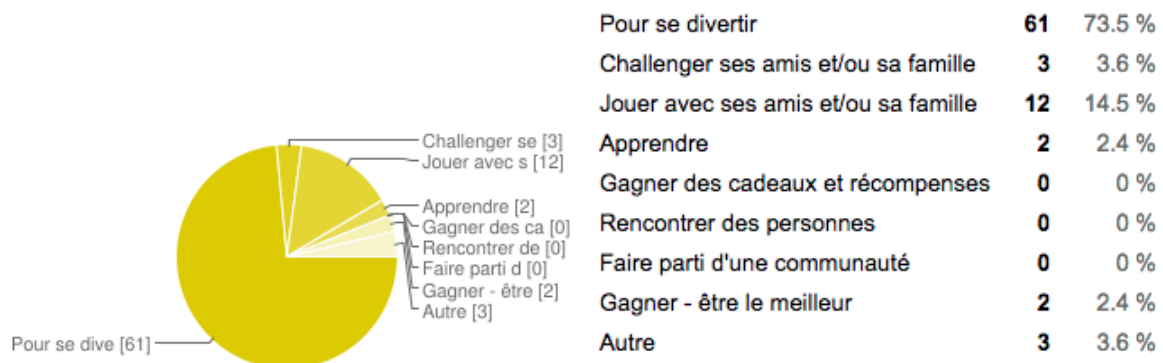 Pour se divertir 61 73.5 %
Challenger ses amis et/ou sa famille 3 3.6 %
Jouer avec ses amis et/ou sa famille 12 14.5 %
Apprendre 2 2.4 %
Gagner des cadeaux et récompenses 0 0 %
Rencontrer des personnes 0 0 %
Faire parti d'une communauté 0 0 %
Gagner - être le meilleur 2 2.4 %
Autre 3 3.6 %
Challenger se [3]
Jouer avec s [12]
Apprendre [2]
Gagner des ca [0]
Rencontrer de [0]
Faire parti d [0]
Gagner - être [2]
Autre [3]
Pour se dive [61]